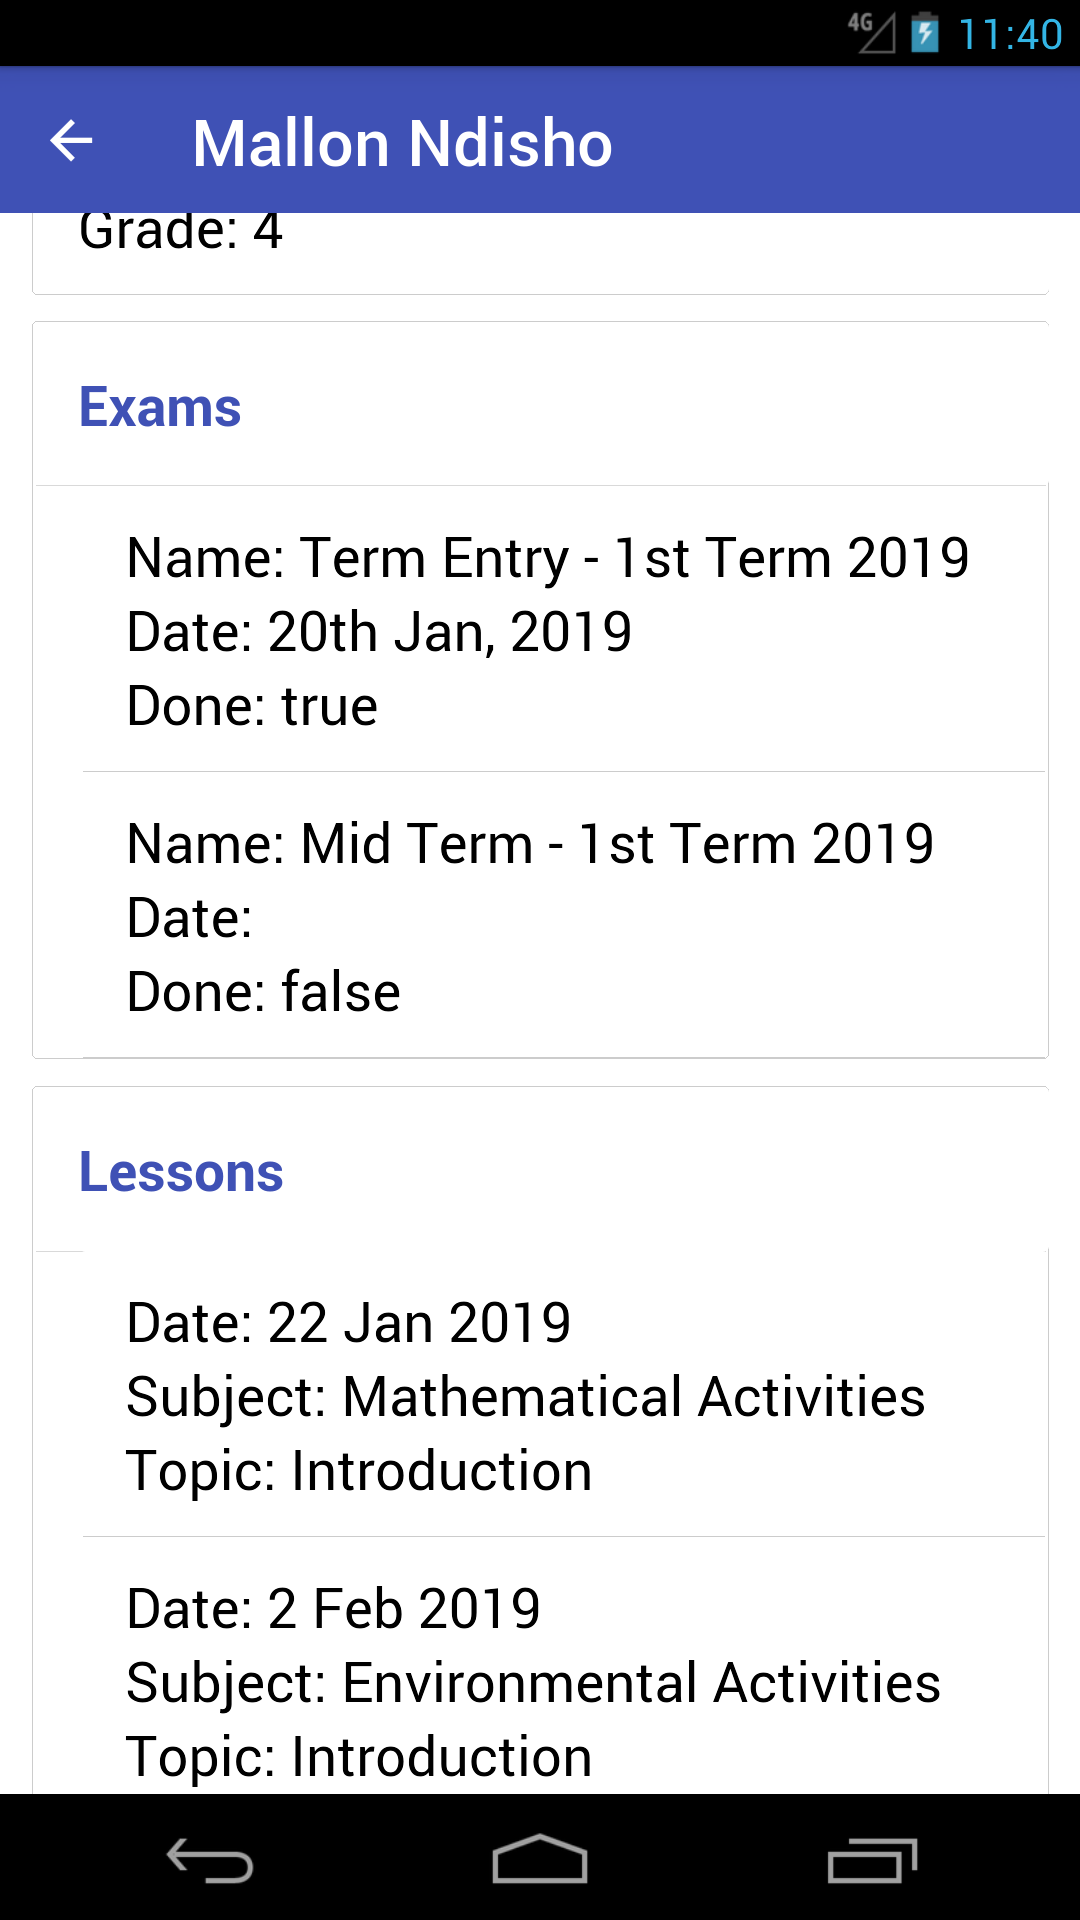 4G 11:40
Mallon Ndisho
Grade: 4
Exams
Name: Term Entry - 1st Term 2019
Date: 20th Jan, 2019
Done: true
Name: Mid Term - 1st Term 2019
Date:
Done: false
Lessons
Date: 22 Jan 2019
Subject: Mathematical Activities
Topic: Introduction
Date: 2 Feb 2019
Subject: Environmental Activities
Topic: Introduction